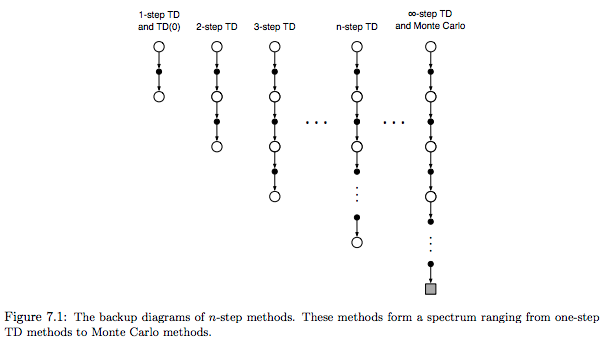 1-step TD
and TD(0)
2-step TD
3-step TD
n-step TD
∞-step TD
and Monte Carlo
Figure 7.1: The backup diagrams of n-step methods. These methods form a spectrum ranging from one-step
TD methods to Monte Carlo methods.